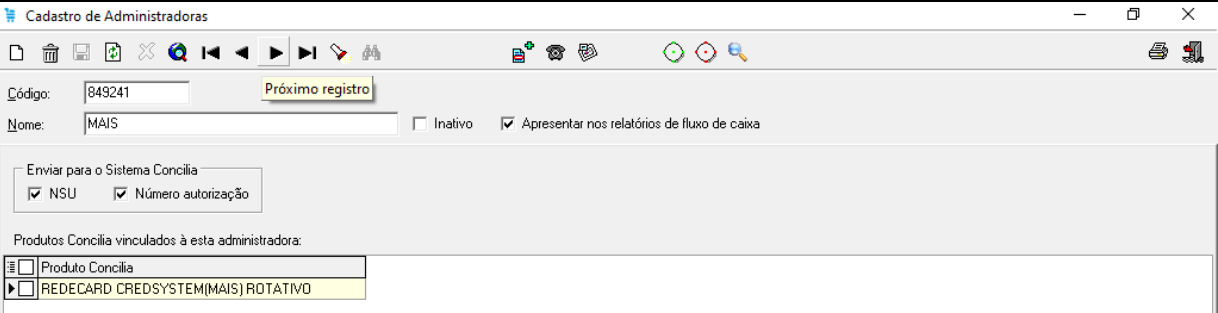 Cadastro de Administradoras
Código: 849241
Próximo registro
Nome: MAIS Inativo Apresentar nos relatórios de fluxo de caixa
Enviar para o Sistema Concilia
NSU Número autorização
Produtos Concilia vinculados à esta administradora:
Produto Concilia
REDECARD CREDSYSTEM(MAIS) ROTATIVO